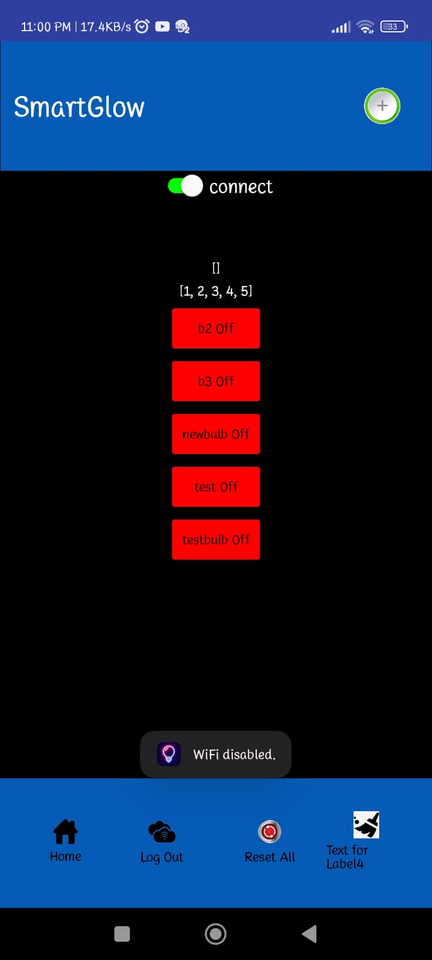 11:00 PM | 17.4KB/s
33
SmartGlow
connect
[]
[1, 2, 3, 4, 5]
b2 Off
b3 Off
newbulb Off
test Off
testbulb Off
WiFi disabled.
Home
Log Out
Reset All
Text for
Label4